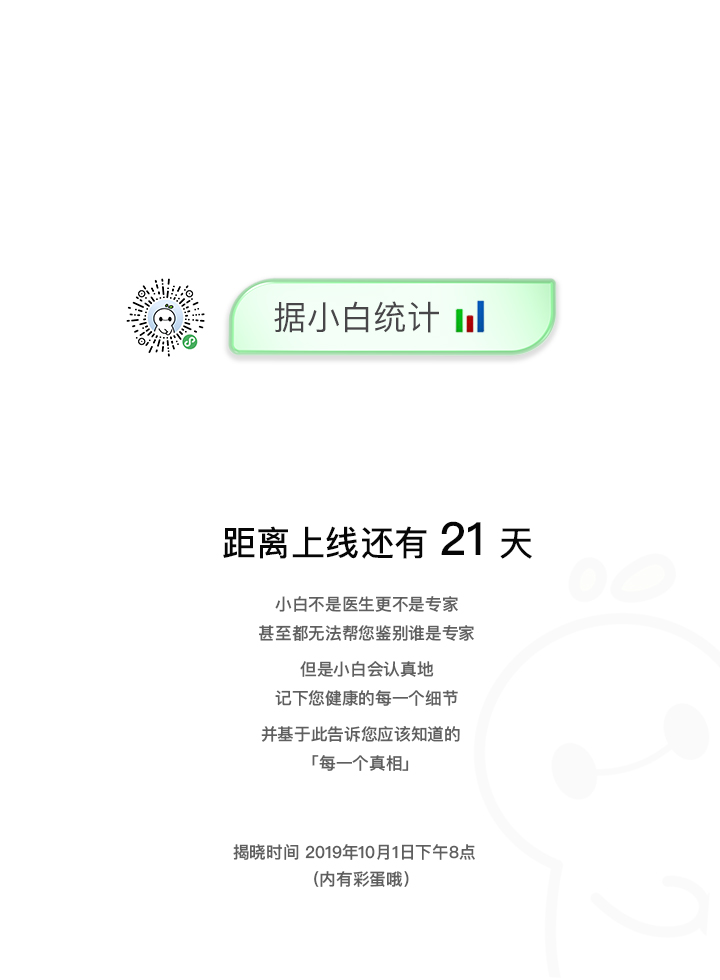 据小白统计
距离上线还有 21 天
小白不是医生更不是专家
甚至都无法帮您鉴别谁是专家
但是小白会认真地
记下您健康的每一个细节
并基于此告诉您应该知道的
「每一个真相」
揭晓时间 2019年10月1日下午8点
（内有彩蛋哦）